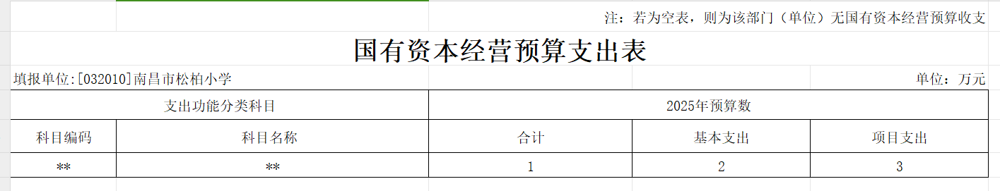 注：若为空表，则为该部门（单位）无国有资本经营预算收支
国有资本经营预算支出表
填报单位:[032010]南昌市松柏小学 单位：万元
支出功能分类科目 2025年预算数
科目编码 科目名称 合计 基本支出 项目支出
** ** 1 2 3